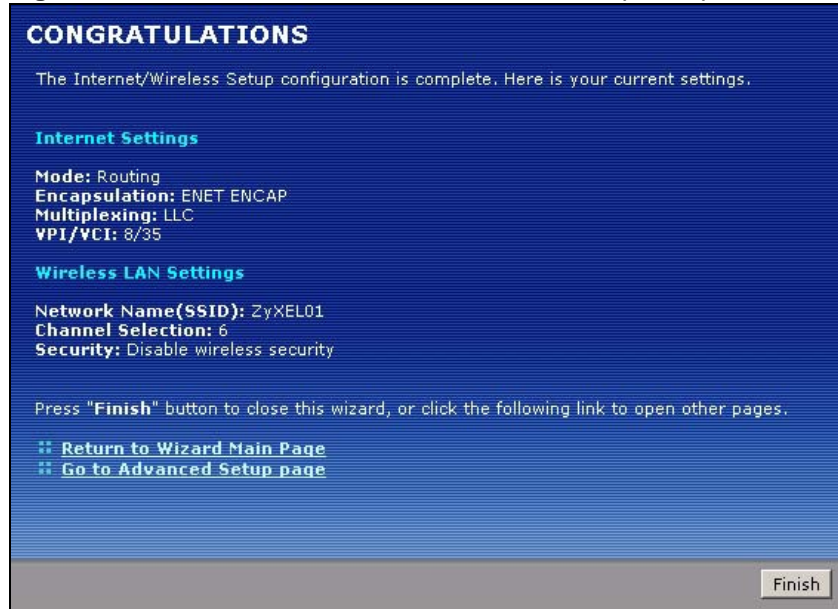 CONGRATULATIONS
The Internet/Wireless Setup configuration is complete. Here is your current settings.
Internet Settings
Mode: Routing
Encapsulation: ENET ENCAP
Multiplexing: LLC
VPI/VCI: 8/35
Wireless LAN Settings
Network Name(SSID): ZyXEL01
Channel Selection: 6
Security: Disable wireless security
Press "Finish" button to close this wizard, or click the following link to open other pages.
Return to Wizard Main Page
Go to Advanced Setup page
Finish